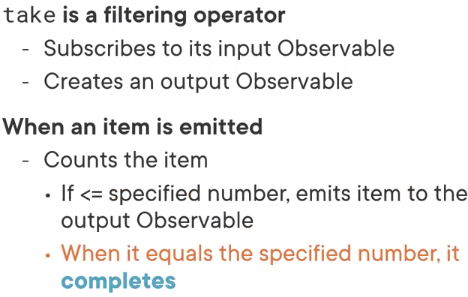 take is a filtering operator
- Subscribes to its input Observable
- Creates an output Observable
When an item is emitted
- Counts the item
• If <= specified number, emits item to the
output Observable
• When it equals the specified number, it
completes